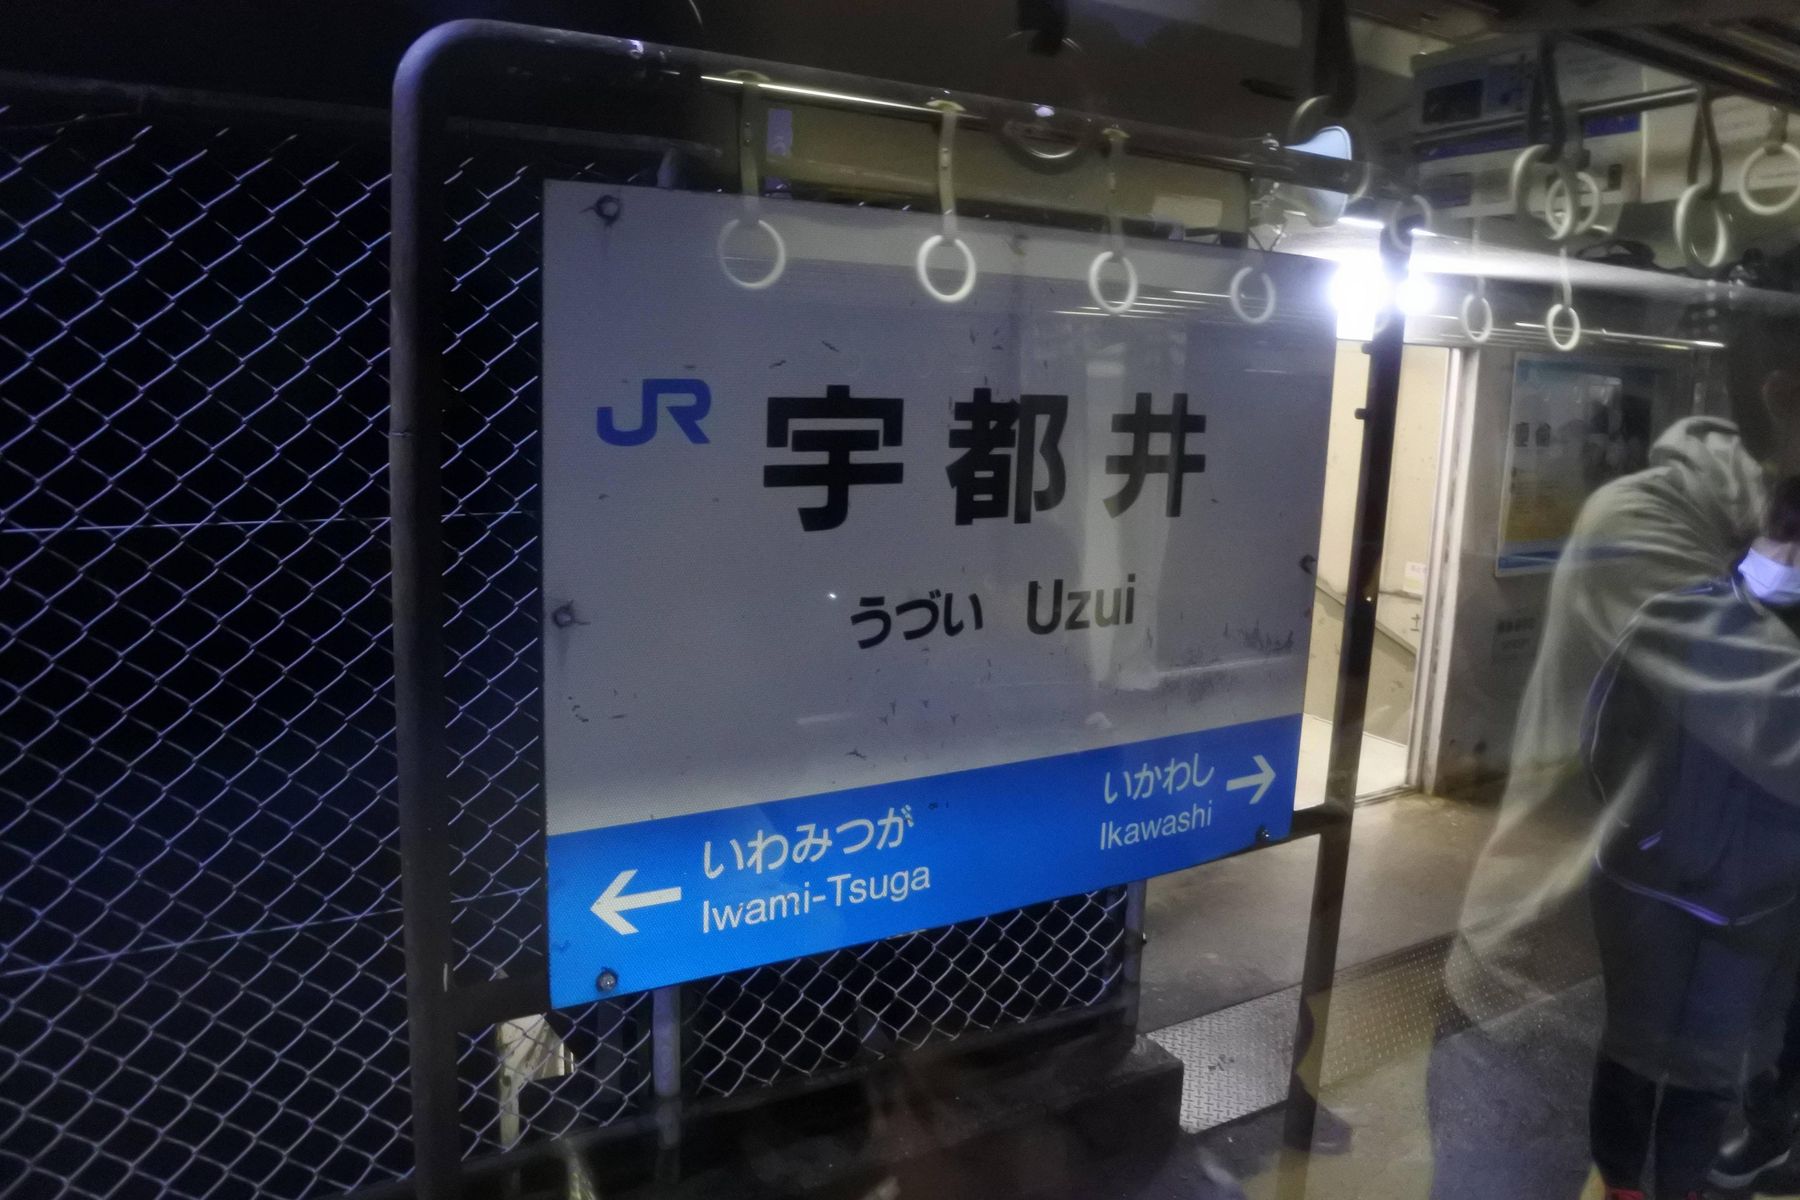 JR 宇都井
うづい Uzui
← いわみつが
Iwami-Tsuga
いかわし →
Ikawashi